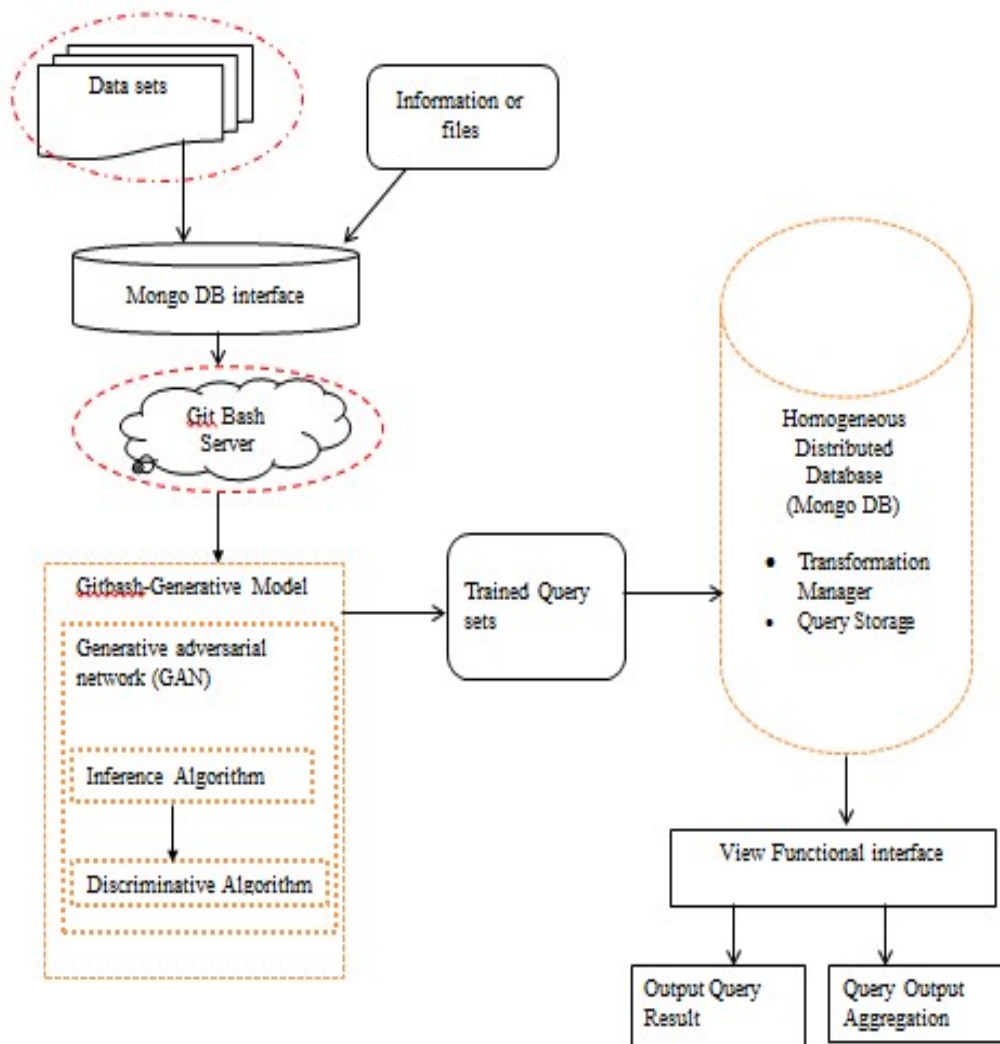 Data sets
Information or
files
Mongo DB interface
Git Bash
Server
Gitbash-Generative Model
Generative adversarial
network (GAN)
Inference Algorithm
Discriminative Algorithm
Trained Query
sets
Homogeneous
Distributed
Database
(Mongo DB)
• Transformation
Manager
• Query Storage
View Functional interface
Output Query
Result
Query Output
Aggregation